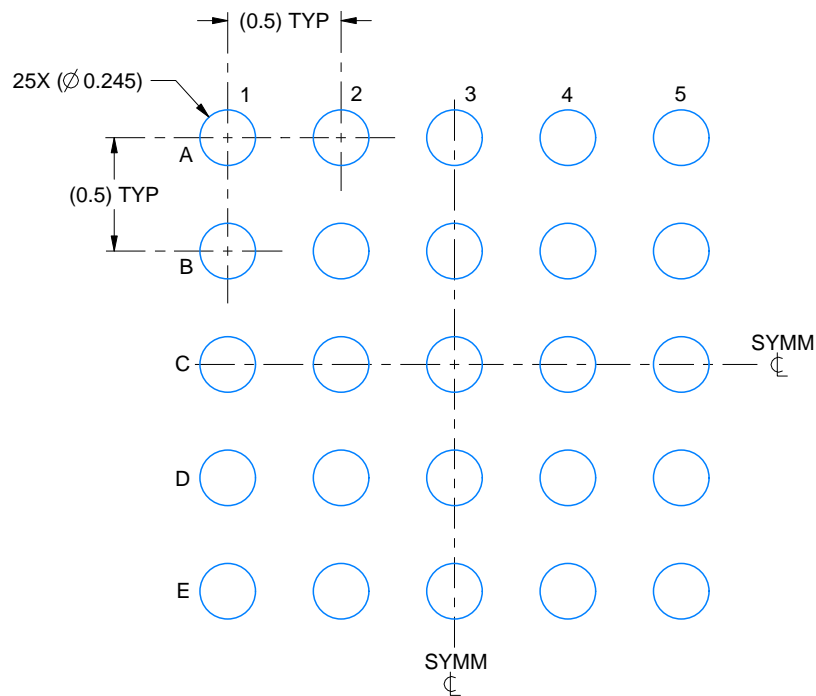 (0.5) TYP
25X (∅ 0.245)
1
2
3
4
5
A
(0.5) TYP
B
C
SYMM
℄
D
E
SYMM
℄